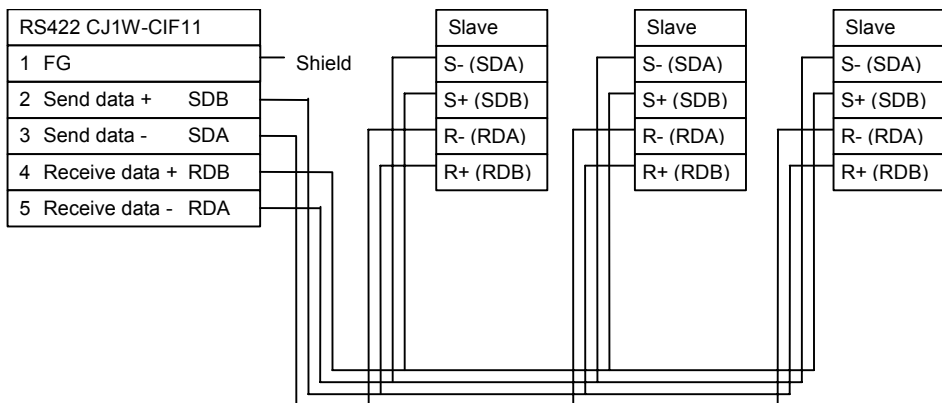 RS422 CJ1W-CIF11
1 FG
Shield
2 Send data + SDB
3 Send data - SDA
4 Receive data + RDB
5 Receive data - RDA
Slave
S- (SDA)
S+ (SDB)
R- (RDA)
R+ (RDB)
Slave
S- (SDA)
S+ (SDB)
R- (RDA)
R+ (RDB)
Slave
S- (SDA)
S+ (SDB)
R- (RDA)
R+ (RDB)